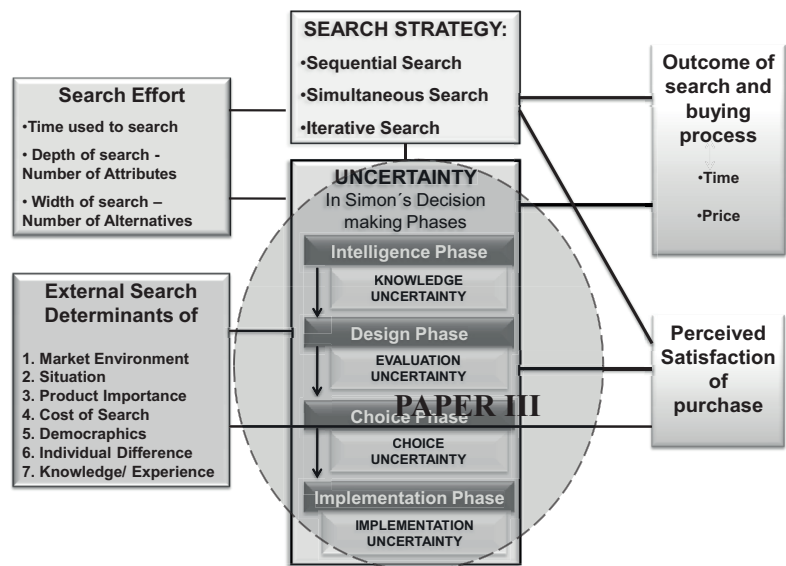 SEARCH STRATEGY:
•Sequential Search
•Simultaneous Search
•Iterative Search
Search Effort
•Time used to search
• Depth of search -
Number of Attributes
• Width of search –
Number of Alternatives
External Search
Determinants of
1. Market Environment
2. Situation
3. Product Importance
4. Cost of Search
5. Democraphics
6. Individual Difference
7. Knowledge/ Experience
UNCERTAINTY
In Simon´s Decision
making Phases
Intelligence Phase
KNOWLEDGE
UNCERTAINTY
Design Phase
EVALUATION
UNCERTAINTY
PAPER III
Choice Phase
CHOICE
UNCERTAINTY
Implementation Phase
IMPLEMENTATION
UNCERTAINTY
Outcome of
search and
buying
process
•Time
•Price
Perceived
Satisfaction
of
purchase